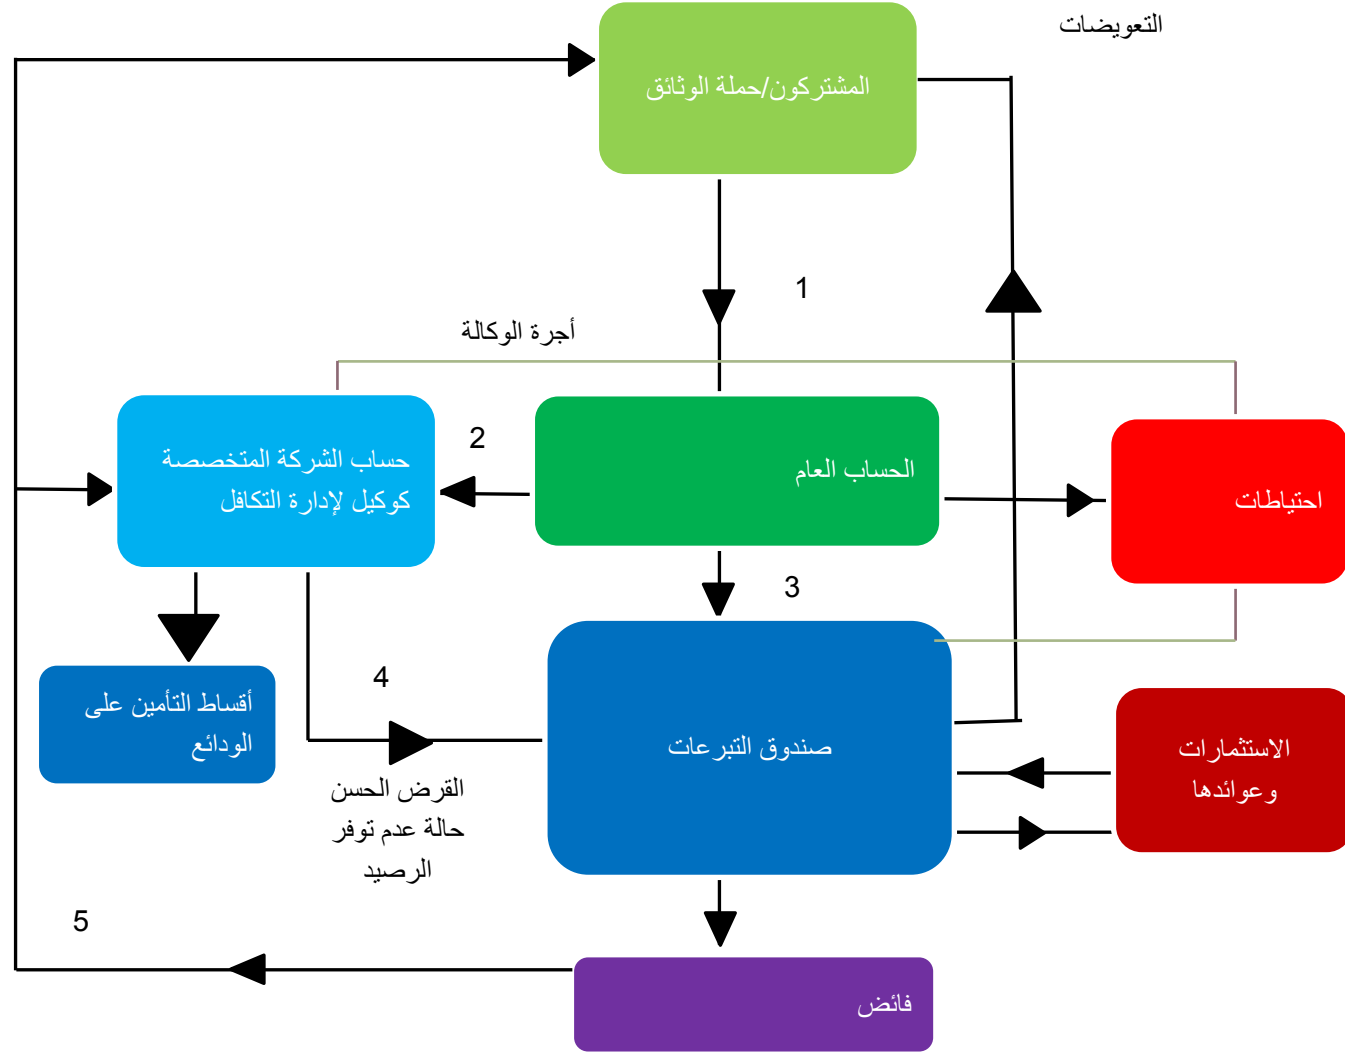 التعويضات
المشتركون/حملة الوثائق
1
أجرة الوكالة
2
حساب الشركة المتخصصة
كوكيل لإدارة التكافل
الحساب العام
احتياطات
3
4
أقساط التأمين على
الودائع
صندوق التبرعات
الاستثمارات
وعوائدها
القرض الحسن
حالة عدم توفر
الرصيد
5
فائض